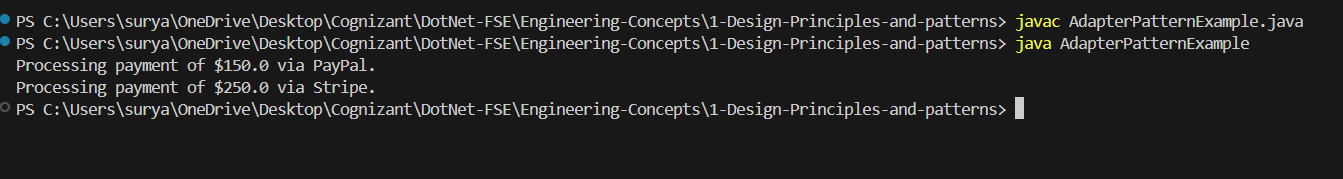 PS C:\Users\surya\OneDrive\Desktop\Cognizant\DotNet-FSE\Engineering-Concepts\1-Design-Principles-and-patterns> javac AdapterPatternExample.java
PS C:\Users\surya\OneDrive\Desktop\Cognizant\DotNet-FSE\Engineering-Concepts\1-Design-Principles-and-patterns> java AdapterPatternExample
Processing payment of $150.0 via PayPal.
Processing payment of $250.0 via Stripe.
PS C:\Users\surya\OneDrive\Desktop\Cognizant\DotNet-FSE\Engineering-Concepts\1-Design-Principles-and-patterns>